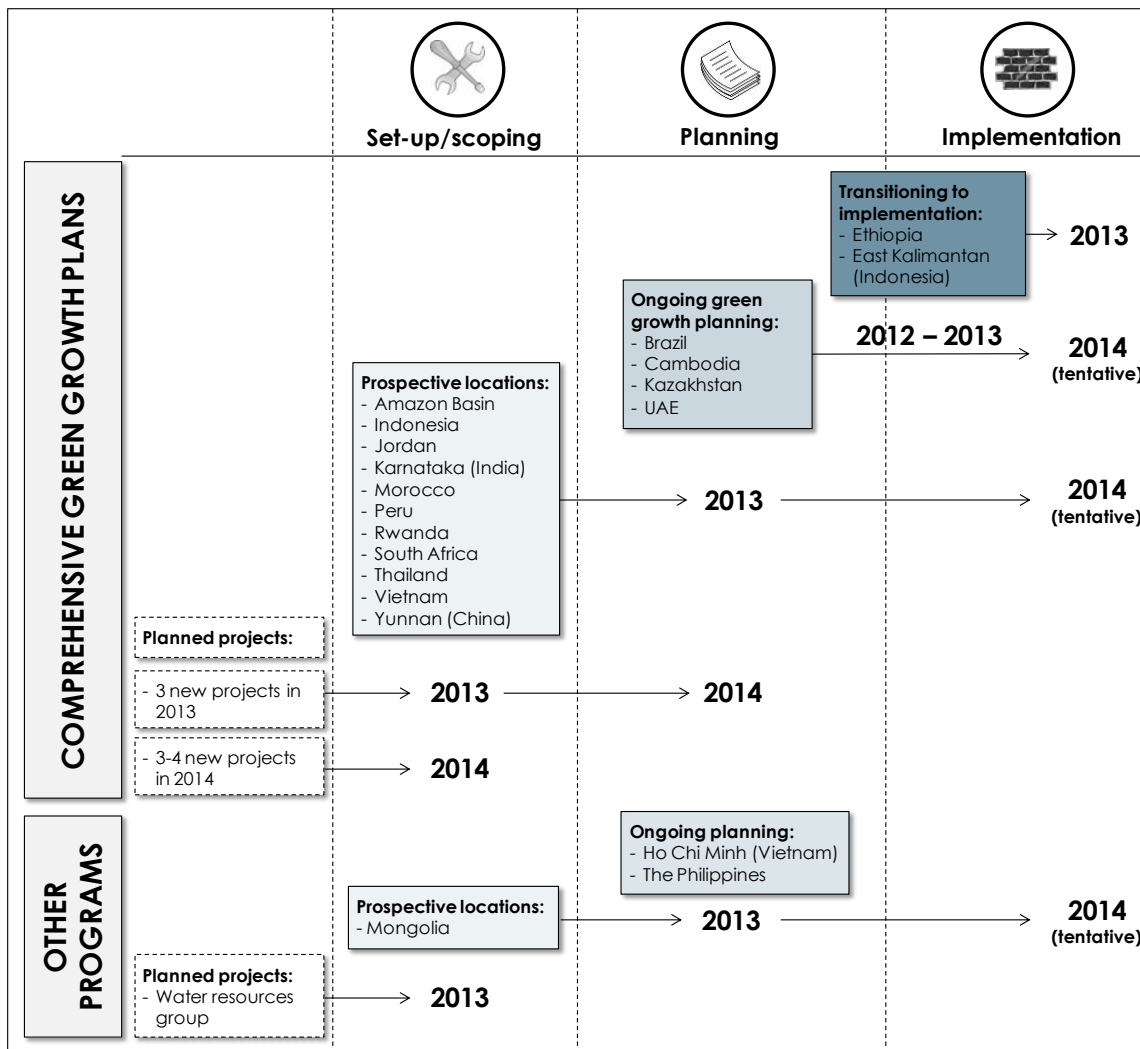 Set-up/scoping
Planning
Implementation
COMPREHENSIVE GREEN GROWTH PLANS
Transitioning to
implementation:
- Ethiopia
- East Kalimantan
(Indonesia)
2013
Ongoing green
growth planning:
- Brazil
- Cambodia
- Kazakhstan
- UAE
2012 – 2013
2014
(tentative)
Prospective locations:
- Amazon Basin
- Indonesia
- Jordan
- Karnataka (India)
- Morocco
- Peru
- Rwanda
- South Africa
- Thailand
- Vietnam
- Yunnan (China)
2013
2014
(tentative)
Planned projects:
- 3 new projects in
2013
2013
2014
- 3-4 new projects
in 2014
2014
OTHER
PROGRAMS
Ongoing planning:
- Ho Chi Minh (Vietnam)
- The Philippines
Prospective locations:
- Mongolia
2013
2014
(tentative)
Planned projects:
- Water resources
group
2013